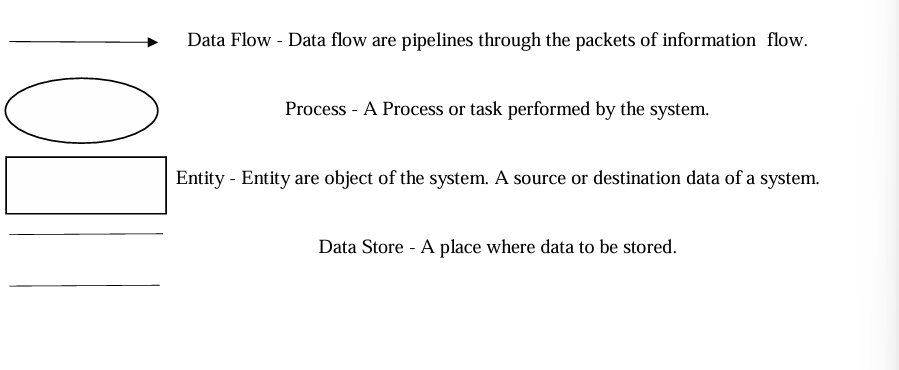 Data Flow - Data flow are pipelines through the packets of information flow.
Process - A Process or task performed by the system.
Entity - Entity are object of the system. A source or destination data of a system.
Data Store - A place where data to be stored.